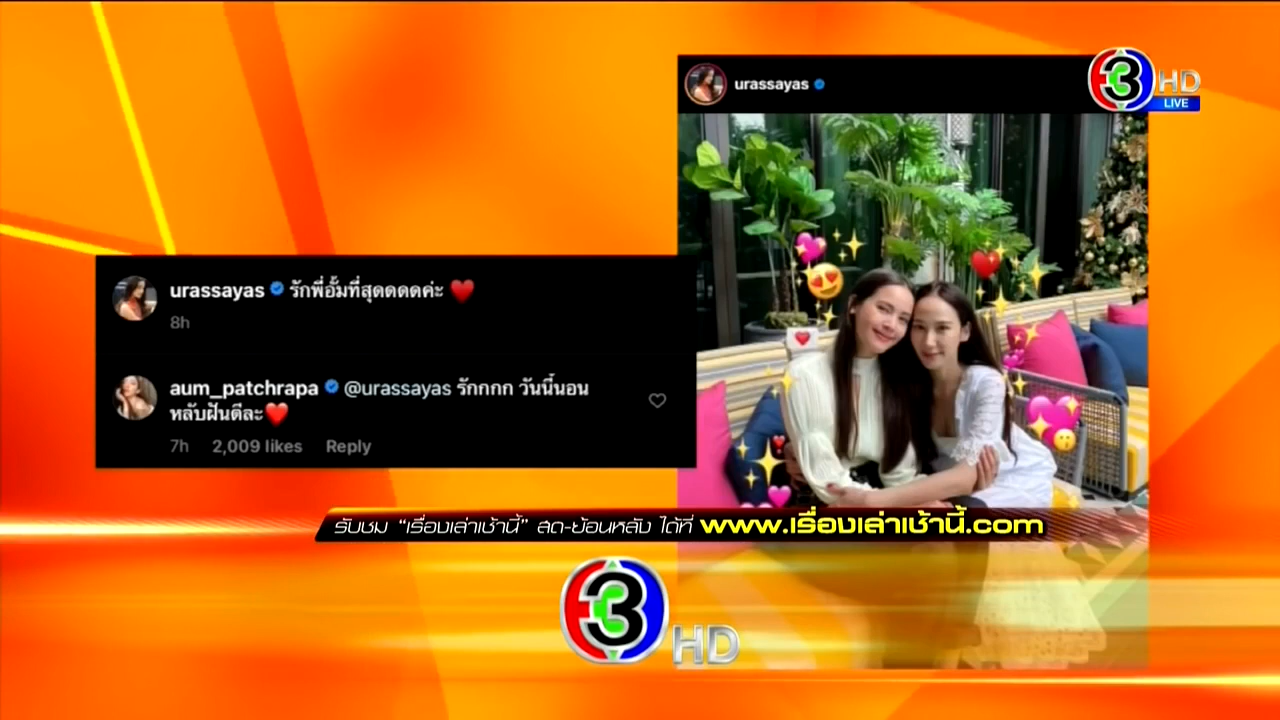 urassayas
3 HD
LIVE
urassayas รักพี่อั้มที่สุดดดดค่ะ ❤️
8h
aum_patchrapa @urassayas รักกกก วันนี้นอน
หลับฝันดีละ❤️
7h 2,009 likes Reply
รับชม “เรื่องเล่าเช้านี้” สด-ย้อนหลัง ได้ที่ www.เรื่องเล่าเช้านี้.com
3 HD